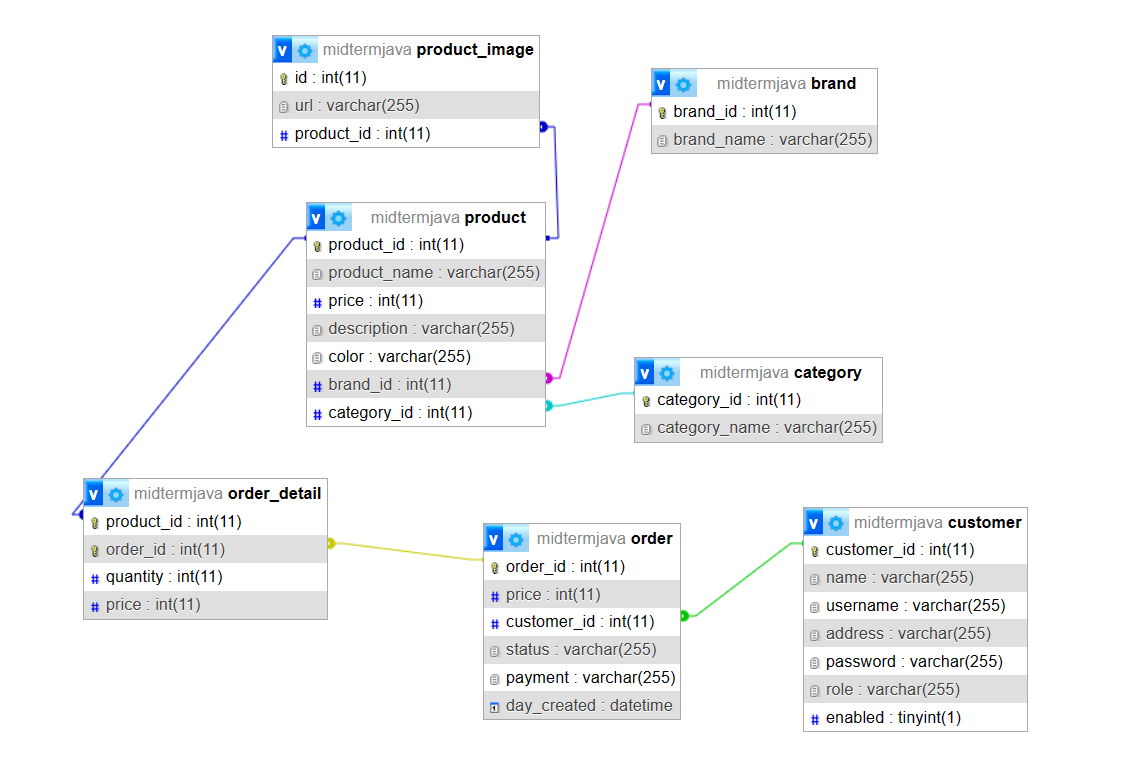 midtermjava product_image
id : int(11)
url : varchar(255)
product_id : int(11)
midtermjava brand
brand_id : int(11)
brand_name : varchar(255)
midtermjava product
product_id : int(11)
product_name : varchar(255)
price : int(11)
description : varchar(255)
color : varchar(255)
brand_id : int(11)
category_id : int(11)
midtermjava category
category_id : int(11)
category_name : varchar(255)
midtermjava order_detail
product_id : int(11)
order_id : int(11)
quantity : int(11)
price : int(11)
midtermjava order
order_id : int(11)
price : int(11)
customer_id : int(11)
status : varchar(255)
payment : varchar(255)
day_created : datetime
midtermjava customer
customer_id : int(11)
name : varchar(255)
username : varchar(255)
address : varchar(255)
password : varchar(255)
role : varchar(255)
enabled : tinyint(1)